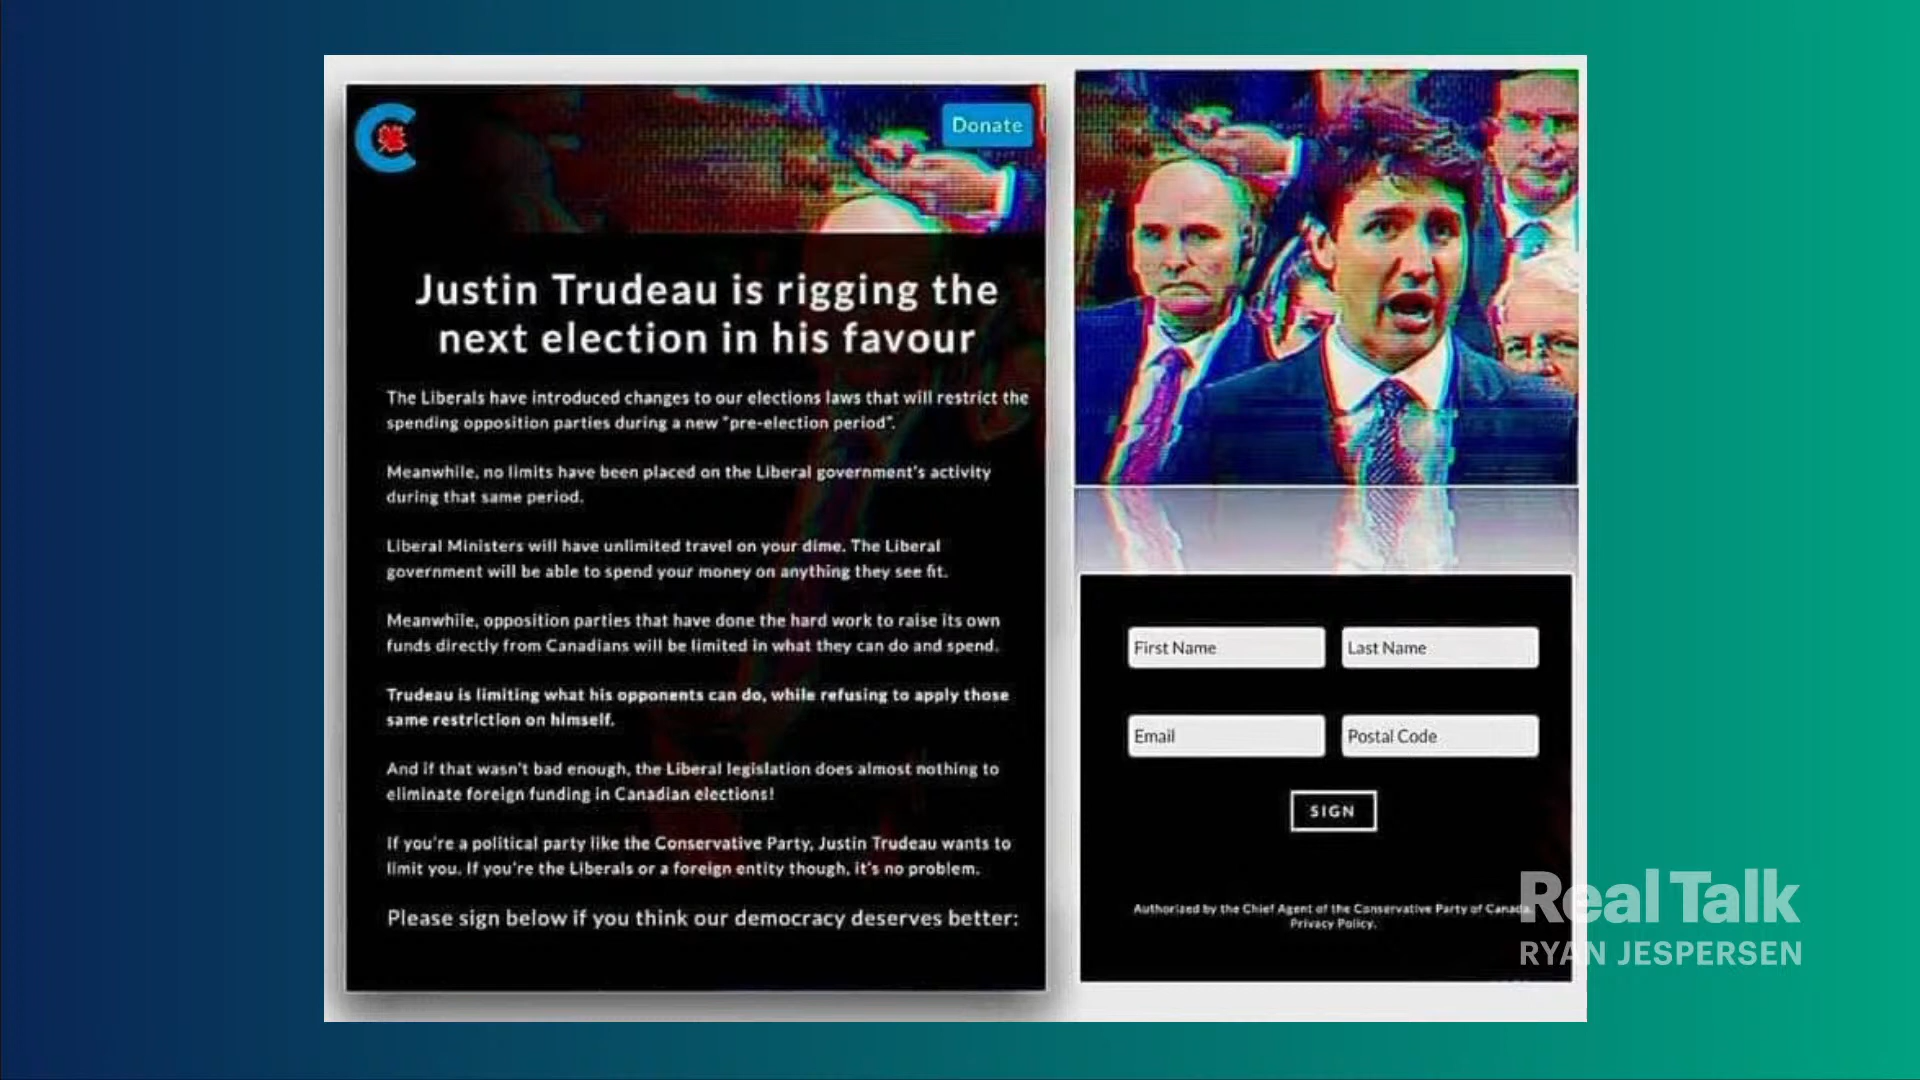 Donate
Justin Trudeau is rigging the
next election in his favour
The Liberals have introduced changes to our elections laws that will restrict the
spending opposition parties during a new "pre-election period".
Meanwhile, no limits have been placed on the Liberal government's activity
during that same period.
Liberal Ministers will have unlimited travel on your dime. The Liberal
government will be able to spend your money on anything they see fit.
Meanwhile, opposition parties that have done the hard work to raise its own
funds directly from Canadians will be limited in what they can do and spend.
Trudeau is limiting what his opponents can do, while refusing to apply those
same restriction on himself.
And if that wasn't bad enough, the Liberal legislation does almost nothing to
eliminate foreign funding in Canadian elections!
If you're a political party like the Conservative Party, Justin Trudeau wants to
limit you. If you're the Liberals or a foreign entity though, it's no problem.
Please sign below if you think our democracy deserves better:
First Name
Last Name
Email
Postal Code
SIGN
Authorized by the Chief Agent of the Conservative Party of Canada.
Privacy Policy.
Real Talk
RYAN JESPERSEN